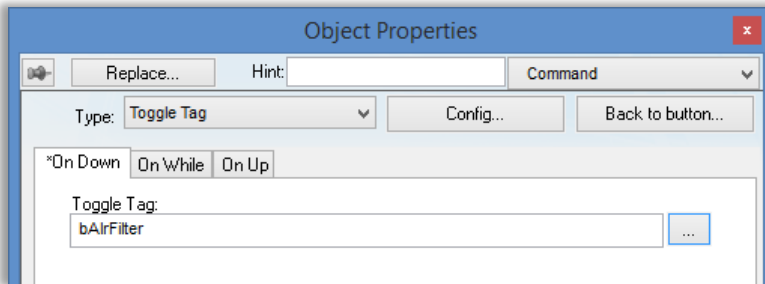 Object Properties
x
Replace... Hint: Command
Type: Toggle Tag Config... Back to button...
*On Down On While On Up
Toggle Tag:
bAlrFilter ...